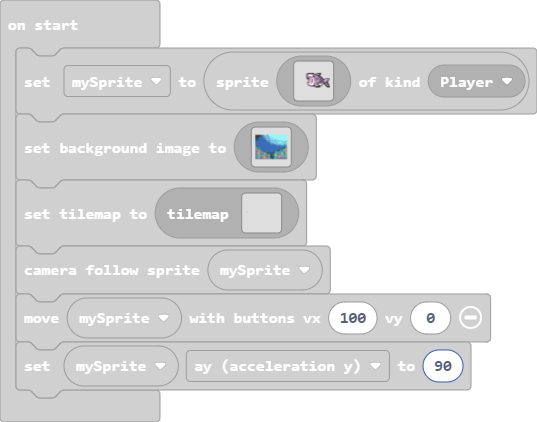 on start
set mySprite to sprite of kind Player
set background image to
set tilemap to tilemap
camera follow sprite mySprite
move mySprite with buttons vx 100 vy 0
set mySprite ay (acceleration y) to 90